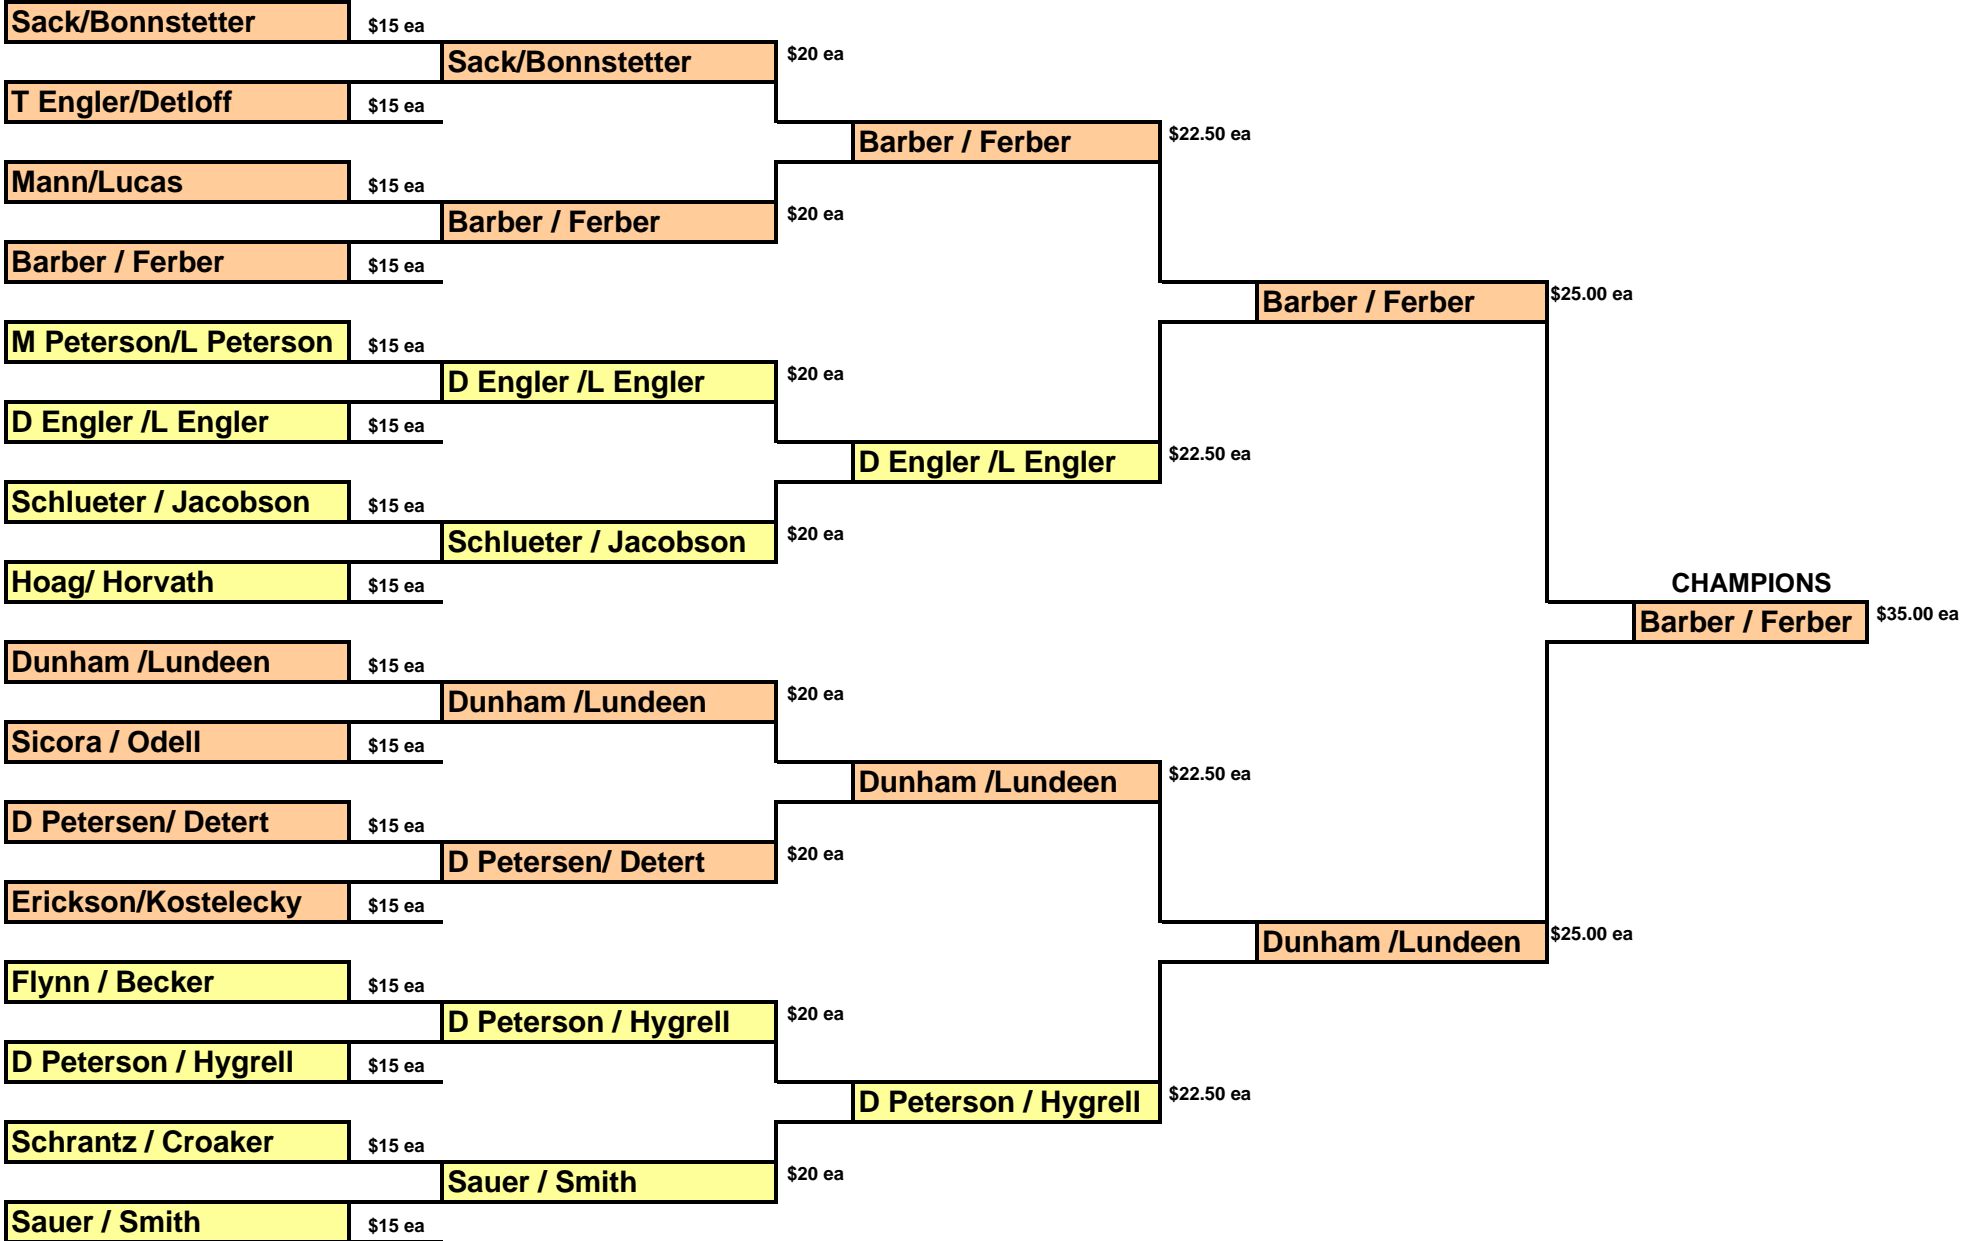 Sack/Bonnstetter $15 ea
Sack/Bonnstetter $20 ea
T Engler/Detloff $15 ea
Barber / Ferber $22.50 ea
Mann/Lucas $15 ea
Barber / Ferber $20 ea
Barber / Ferber $15 ea
Barber / Ferber $25.00 ea
M Peterson/L Peterson $15 ea
D Engler /L Engler $20 ea
D Engler /L Engler $15 ea
D Engler /L Engler $22.50 ea
Schlueter / Jacobson $15 ea
Schlueter / Jacobson $20 ea
Hoag/ Horvath $15 ea
CHAMPIONS
Barber / Ferber $35.00 ea
Dunham /Lundeen $15 ea
Dunham /Lundeen $20 ea
Sicora / Odell $15 ea
Dunham /Lundeen $22.50 ea
D Petersen/ Detert $15 ea
D Petersen/ Detert $20 ea
Erickson/Kostelecky $15 ea
Dunham /Lundeen $25.00 ea
Flynn / Becker $15 ea
D Peterson / Hygrell $20 ea
D Peterson / Hygrell $15 ea
D Peterson / Hygrell $22.50 ea
Schrantz / Croaker $15 ea
Sauer / Smith $20 ea
Sauer / Smith $15 ea